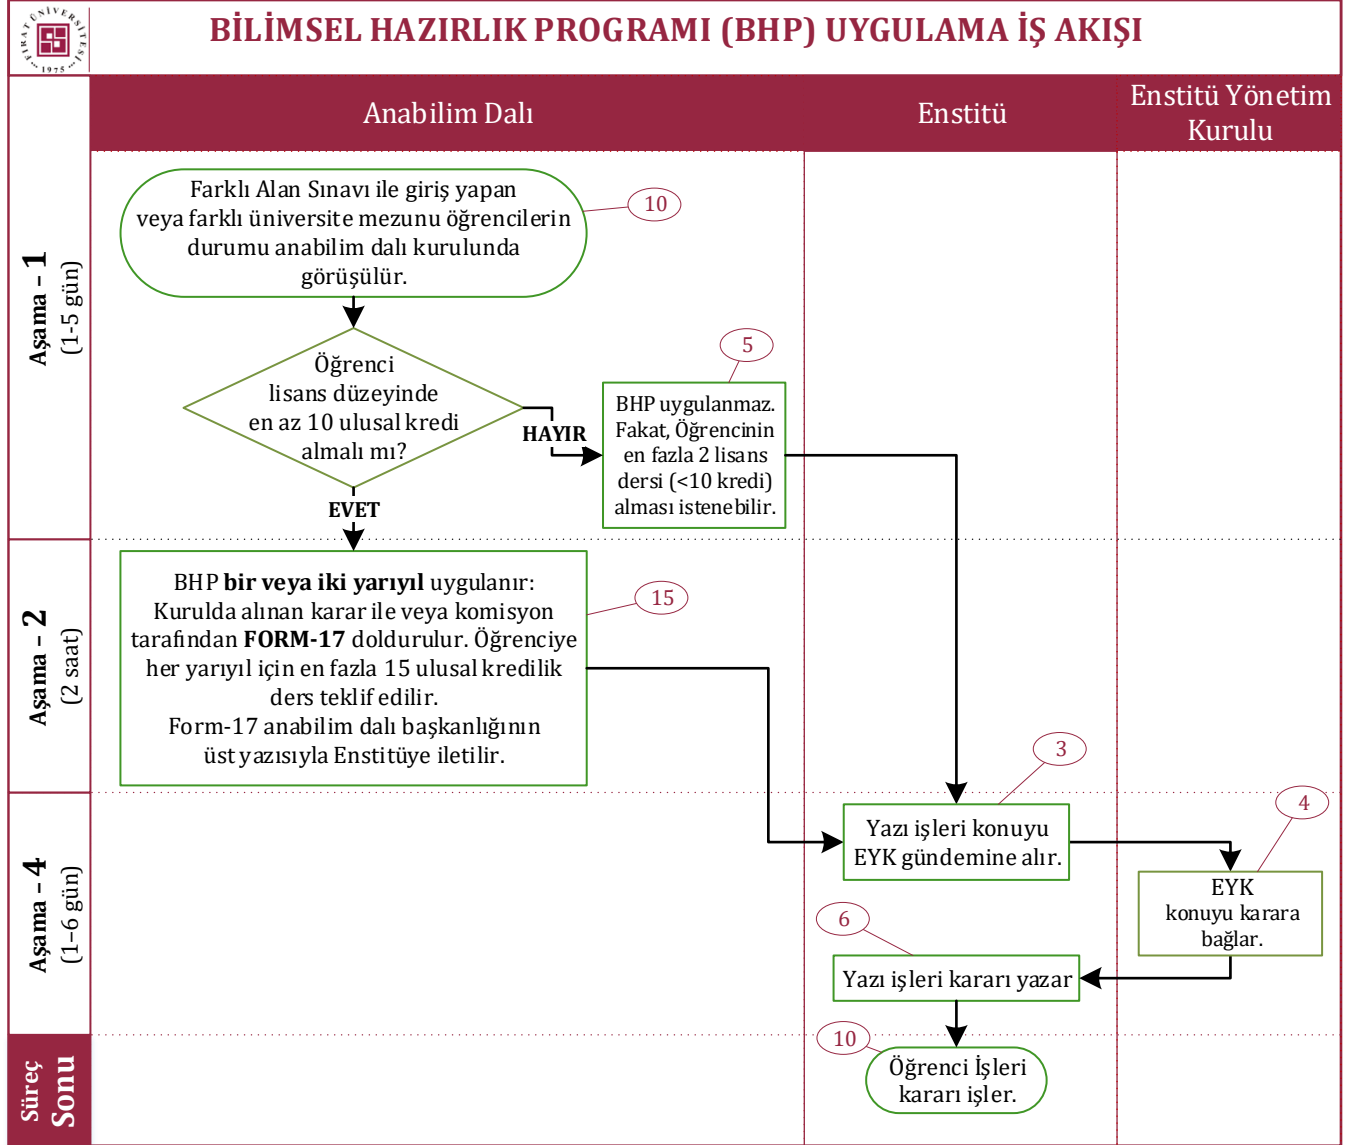 FIRAT ÜNİVERSİTESİ
1975
BİLİMSEL HAZIRLIK PROGRAMI (BHP) UYGULAMA İŞ AKIŞI
Anabilim Dalı
Enstitü
Enstitü Yönetim
Kurulu
Aşama – 1
(1-5 gün)
Farklı Alan Sınavı ile giriş yapan
veya farklı üniversite mezunu öğrencilerin
durumu anabilim dalı kurulunda
görüşülür.
10
Öğrenci
lisans düzeyinde
en az 10 ulusal kredi
almalı mı?
HAYIR
EVET
5
BHP uygulanmaz.
Fakat, Öğrencinin
en fazla 2 lisans
dersi (<10 kredi)
alması istenebilir.
Aşama – 2
(2 saat)
BHP bir veya iki yarıyıl uygulanır:
Kurulda alınan karar ile veya komisyon
tarafından FORM-17 doldurulur. Öğrenciye
her yarıyıl için en fazla 15 ulusal kredilik
ders teklif edilir.
Form-17 anabilim dalı başkanlığının
üst yazısıyla Enstitüye iletilir.
15
Aşama – 4
(1–6 gün)
3
Yazı işleri konuyu
EYK gündemine alır.
4
EYK
konuyu karara
bağlar.
6
Yazı işleri kararı yazar
Süreç
Sonu
10
Öğrenci İşleri
kararı işler.